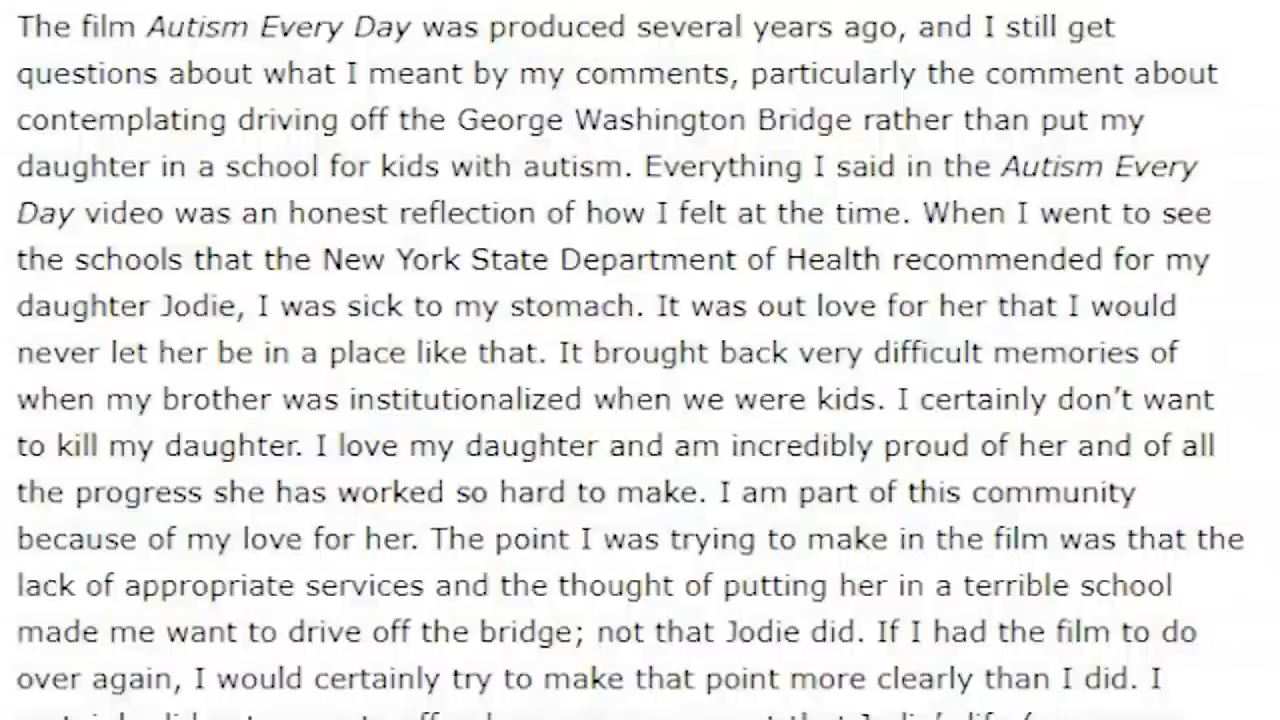 The film Autism Every Day was produced several years ago, and I still get
questions about what I meant by my comments, particularly the comment about
contemplating driving off the George Washington Bridge rather than put my
daughter in a school for kids with autism. Everything I said in the Autism Every
Day video was an honest reflection of how I felt at the time. When I went to see
the schools that the New York State Department of Health recommended for my
daughter Jodie, I was sick to my stomach. It was out love for her that I would
never let her be in a place like that. It brought back very difficult memories of
when my brother was institutionalized when we were kids. I certainly don’t want
to kill my daughter. I love my daughter and am incredibly proud of her and of all
the progress she has worked so hard to make. I am part of this community
because of my love for her. The point I was trying to make in the film was that the
lack of appropriate services and the thought of putting her in a terrible school
made me want to drive off the bridge; not that Jodie did. If I had the film to do
over again, I would certainly try to make that point more clearly than I did. I